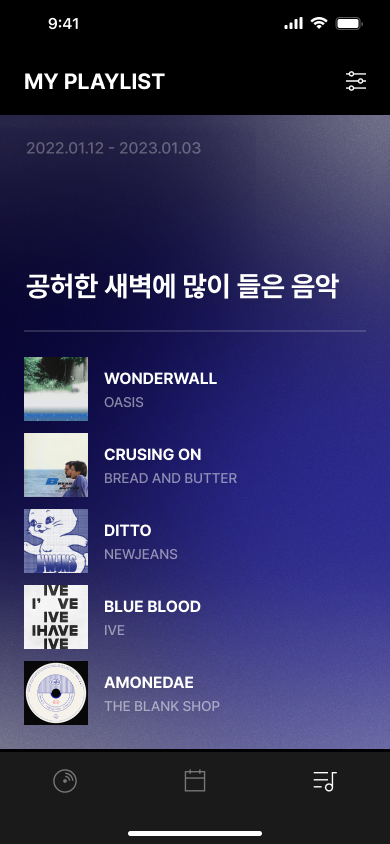 9:41
MY PLAYLIST
2022.01.12 - 2023.01.03
공허한 새벽에 많이 들은 음악
WONDERWALL
OASIS
CRUSING ON
BREAD AND BUTTER
DITTO
NEWJEANS
IVE
I' VE
IVE
IHAVE
IVE
BLUE BLOOD
IVE
AMONEDAE
THE BLANK SHOP